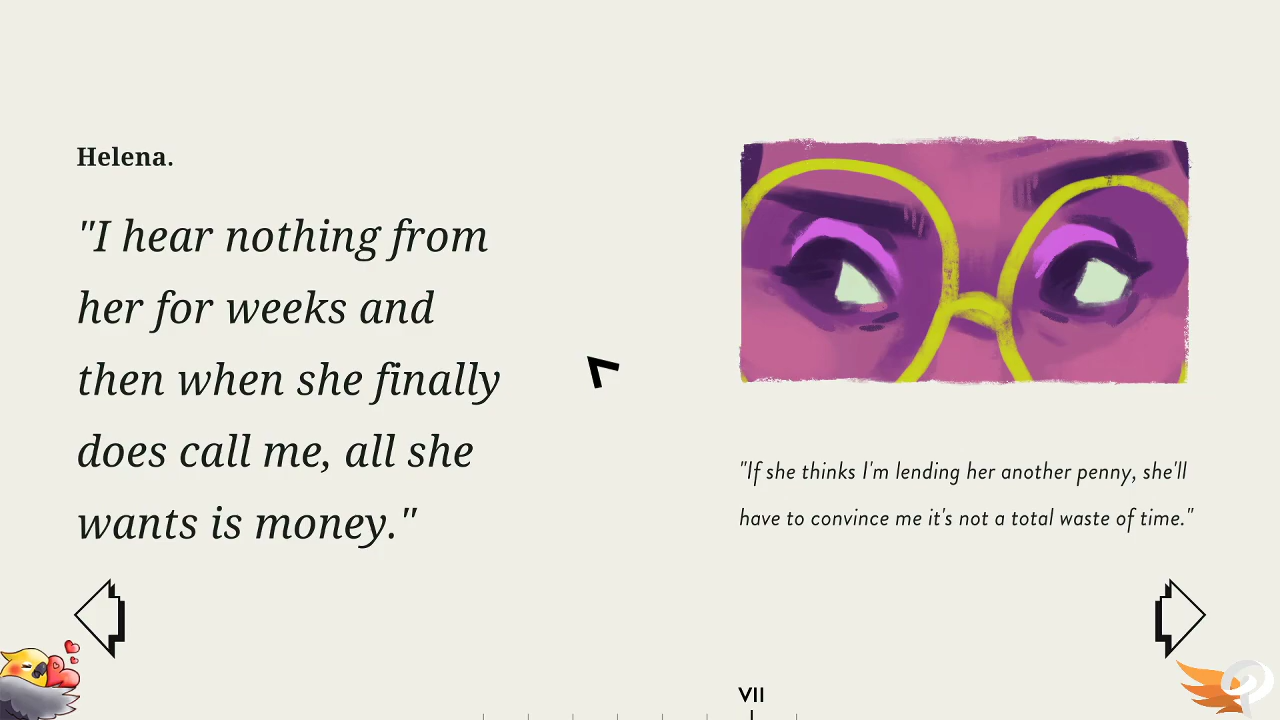 Helena.
"I hear nothing from
her for weeks and
then when she finally
does call me, all she
wants is money."
"If she thinks I'm lending her another penny, she'll
have to convince me it's not a total waste of time."
VII